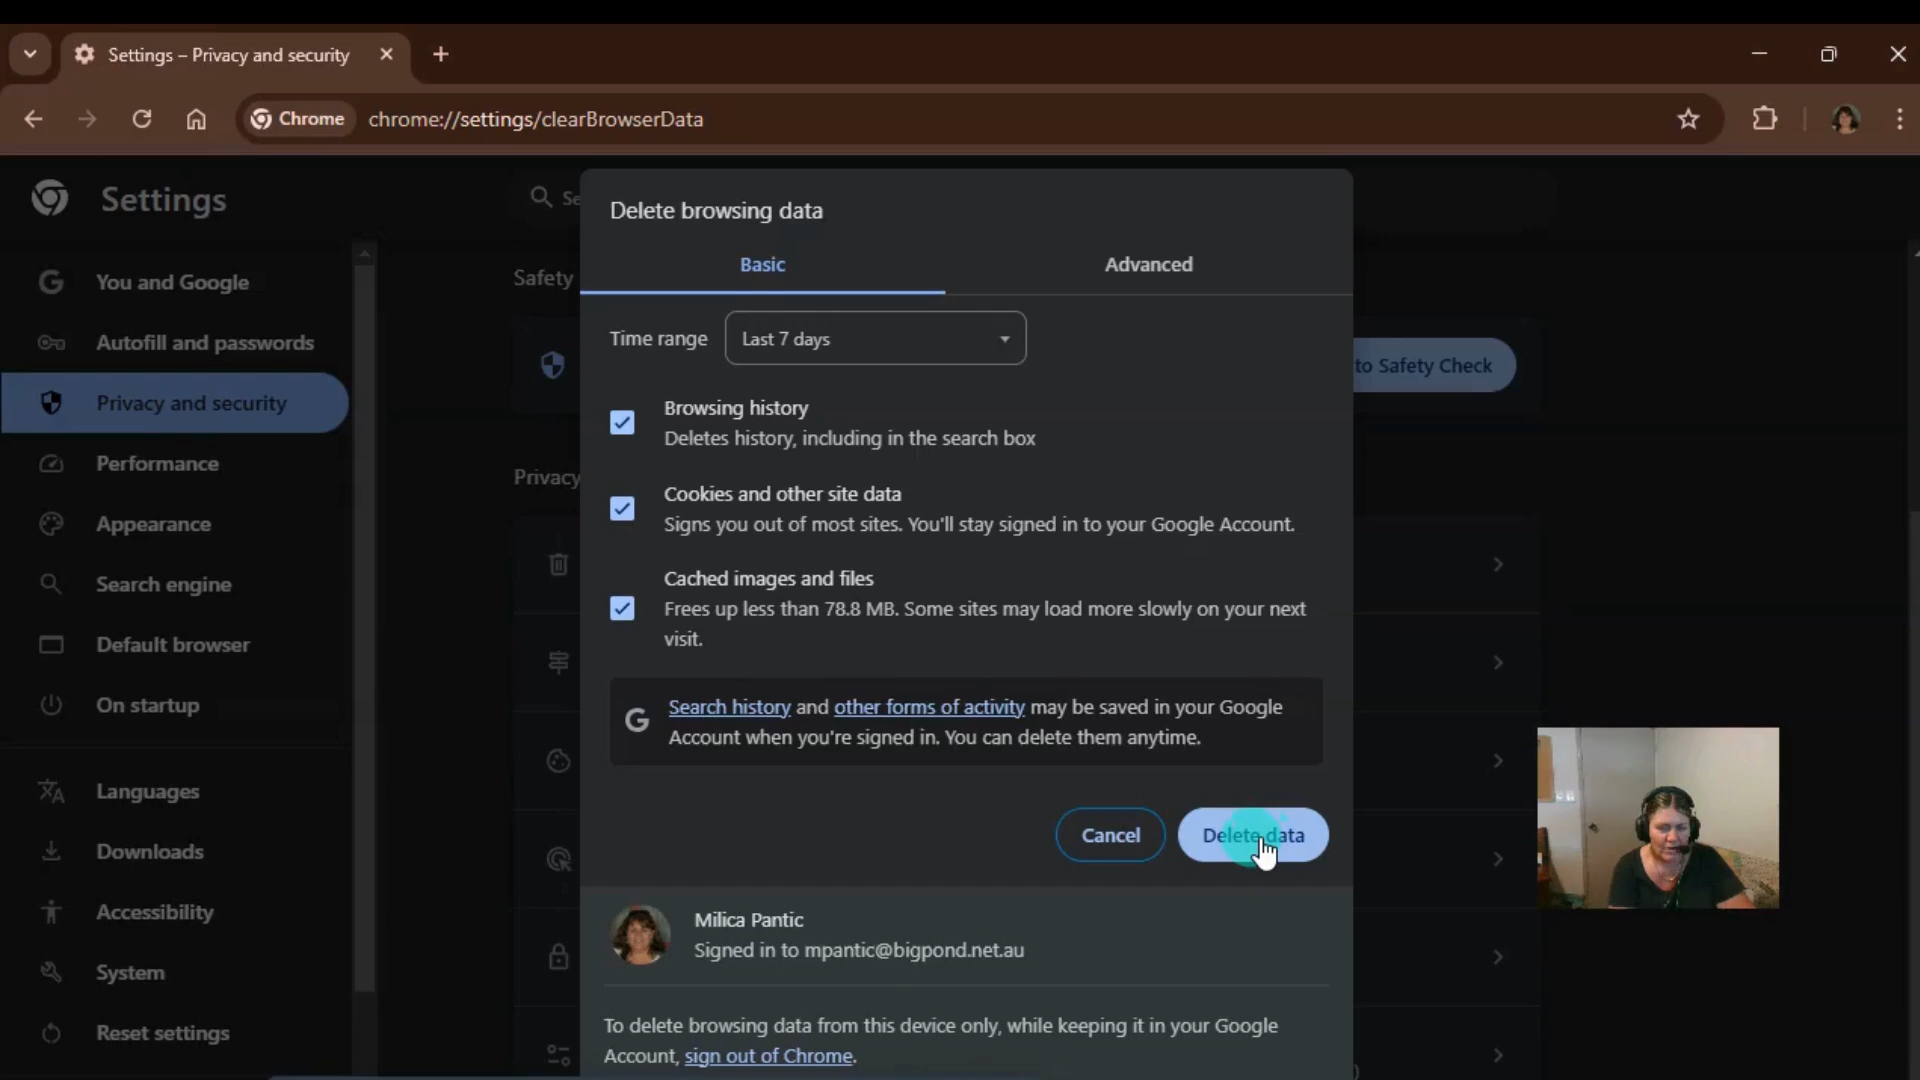 Settings – Privacy and security
Chrome
chrome://settings/clearBrowserData
Settings
Se
You and Google
Autofill and passwords
Privacy and security
Performance
Appearance
Search engine
Default browser
On startup
Languages
Downloads
Accessibility
System
Reset settings
Safety
to Safety Check
Privacy
Delete browsing data
Basic
Advanced
Time range
Last 7 days
Browsing history
Deletes history, including in the search box
Cookies and other site data
Signs you out of most sites. You'll stay signed in to your Google Account.
Cached images and files
Frees up less than 78.8 MB. Some sites may load more slowly on your next
visit.
Search history and other forms of activity may be saved in your Google
Account when you're signed in. You can delete them anytime.
Cancel
Delete data
Milica Pantic
Signed in to mpantic@bigpond.net.au
To delete browsing data from this device only, while keeping it in your Google
Account, sign out of Chrome.